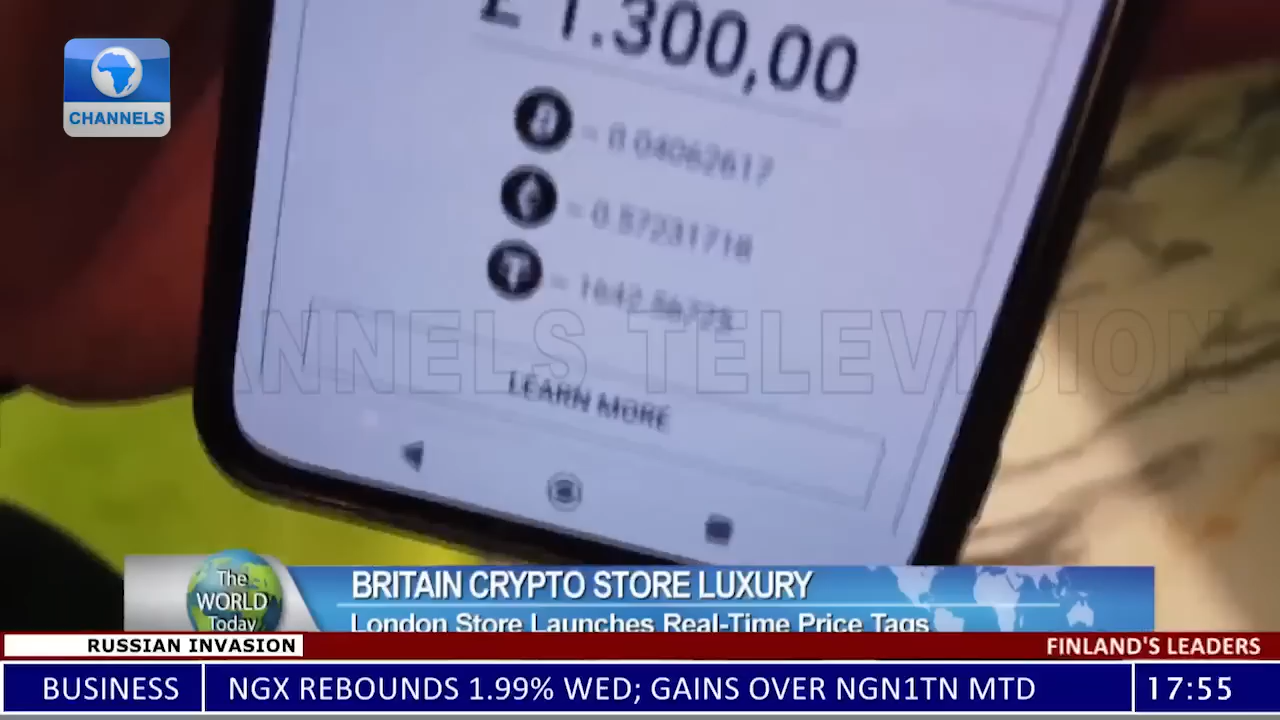 £ 1.300,00
CHANNELS
= 0.04062617
= 0.57231718
LEARN MORE
CHANNELS TELEVISION
The
WORLD
Today
BRITAIN CRYPTO STORE LUXURY
London Store Launches Real-Time Price Tags
RUSSIAN INVASION
FINLAND'S LEADERS
BUSINESS
NGX REBOUNDS 1.99% WED; GAINS OVER NGN1TN MTD
17:55